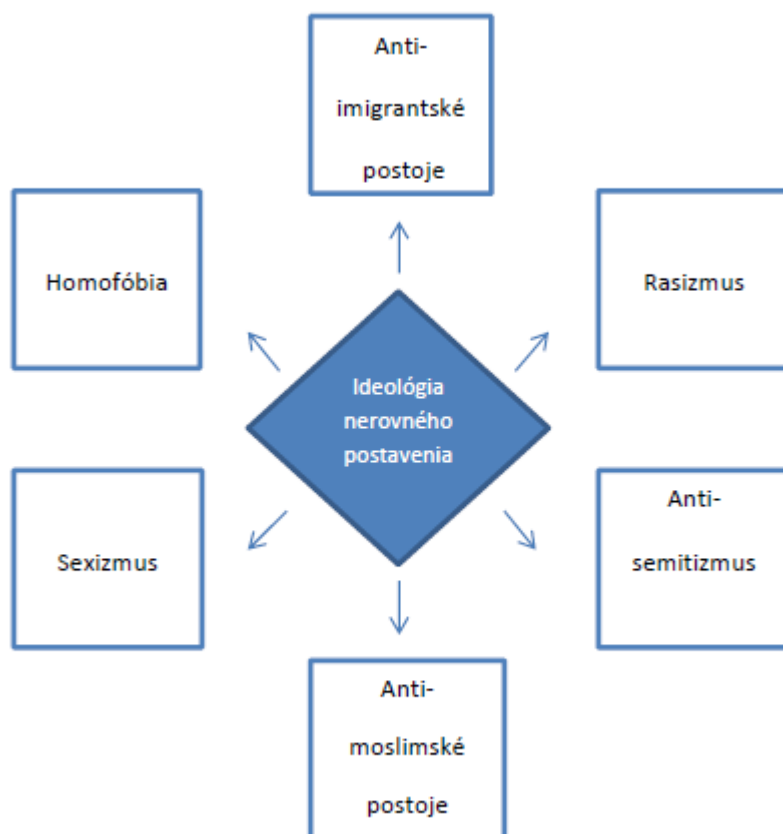 Anti-
imigrantské
postoje
Homofóbia
Rasizmus
Ideológia
nerovného
postavenia
Sexizmus
Anti-
semitizmus
Anti-
moslimské
postoje